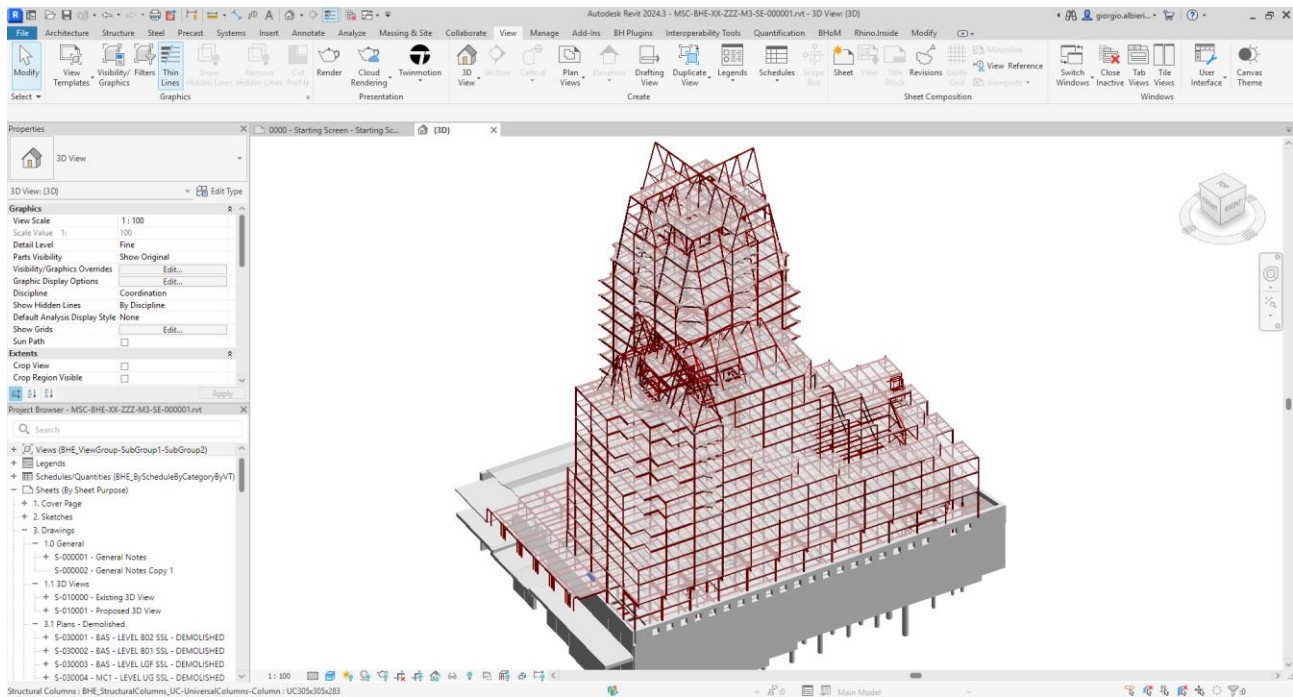 Autodesk Revit 2024.3 - MSC-BHE-XX-ZZZ-M3-SE-000001.rvt - 3D View: {3D}
giorgio.albieri...
File Architecture Structure Steel Precast Systems Insert Annotate Analyze Massing & Site Collaborate View Manage Add-Ins BH Plugins Interoperability Tools Quantification BHoM Rhino.Inside Modify
Modify
View Templates
Visibility/ Graphics
Filters
Thin Lines
Show Hidden Lines
Remove Hidden Lines
Cut Profile
Render
Cloud Rendering
Twinmotion
3D View
Section
Callout
Plan Views
Elevation
Drafting View
Duplicate View
Legends
Schedules
Scope Box
Sheet
View
Title Block
Revisions
Guide Grid
Matchline
View Reference
Viewports
Switch Windows
Close Inactive
Tab Views
Tile Views
User Interface
Canvas Theme
Select
Graphics
Presentation
Create
Sheet Composition
Windows
Properties
0000 - Starting Screen - Starting Sc...
{3D}
3D View
3D View: {3D}
Edit Type
Graphics
View Scale 1 : 100
Scale Value 1: 100
Detail Level Fine
Parts Visibility Show Original
Visibility/Graphics Overrides Edit...
Graphic Display Options Edit...
Discipline Coordination
Show Hidden Lines By Discipline
Default Analysis Display Style None
Show Grids Edit...
Sun Path
Extents
Crop View
Crop Region Visible
Apply
TOP
FRONT
RIGHT
Project Browser - MSC-BHE-XX-ZZZ-M3-SE-000001.rvt
Search
Views (BHE_ViewGroup-SubGroup1-SubGroup2)
Legends
Schedules/Quantities (BHE_ByScheduleByCategoryByVT)
Sheets (By Sheet Purpose)
1. Cover Page
2. Sketches
3. Drawings
1.0 General
S-000001 - General Notes
S-000002 - General Notes Copy 1
1.1 3D Views
S-010000 - Existing 3D View
S-010001 - Proposed 3D View
3.1 Plans - Demolished
S-030001 - BAS - LEVEL B02 SSL - DEMOLISHED
S-030002 - BAS - LEVEL B01 SSL - DEMOLISHED
S-030003 - BAS - LEVEL LGF SSL - DEMOLISHED
S-030004 - MC1 - LEVEL UG SSL - DEMOLISHED
1 : 100
Structural Columns : BHE_StructuralColumns_UC-UniversalColumns-Column : UC305x305x283
:0
Main Model
:0